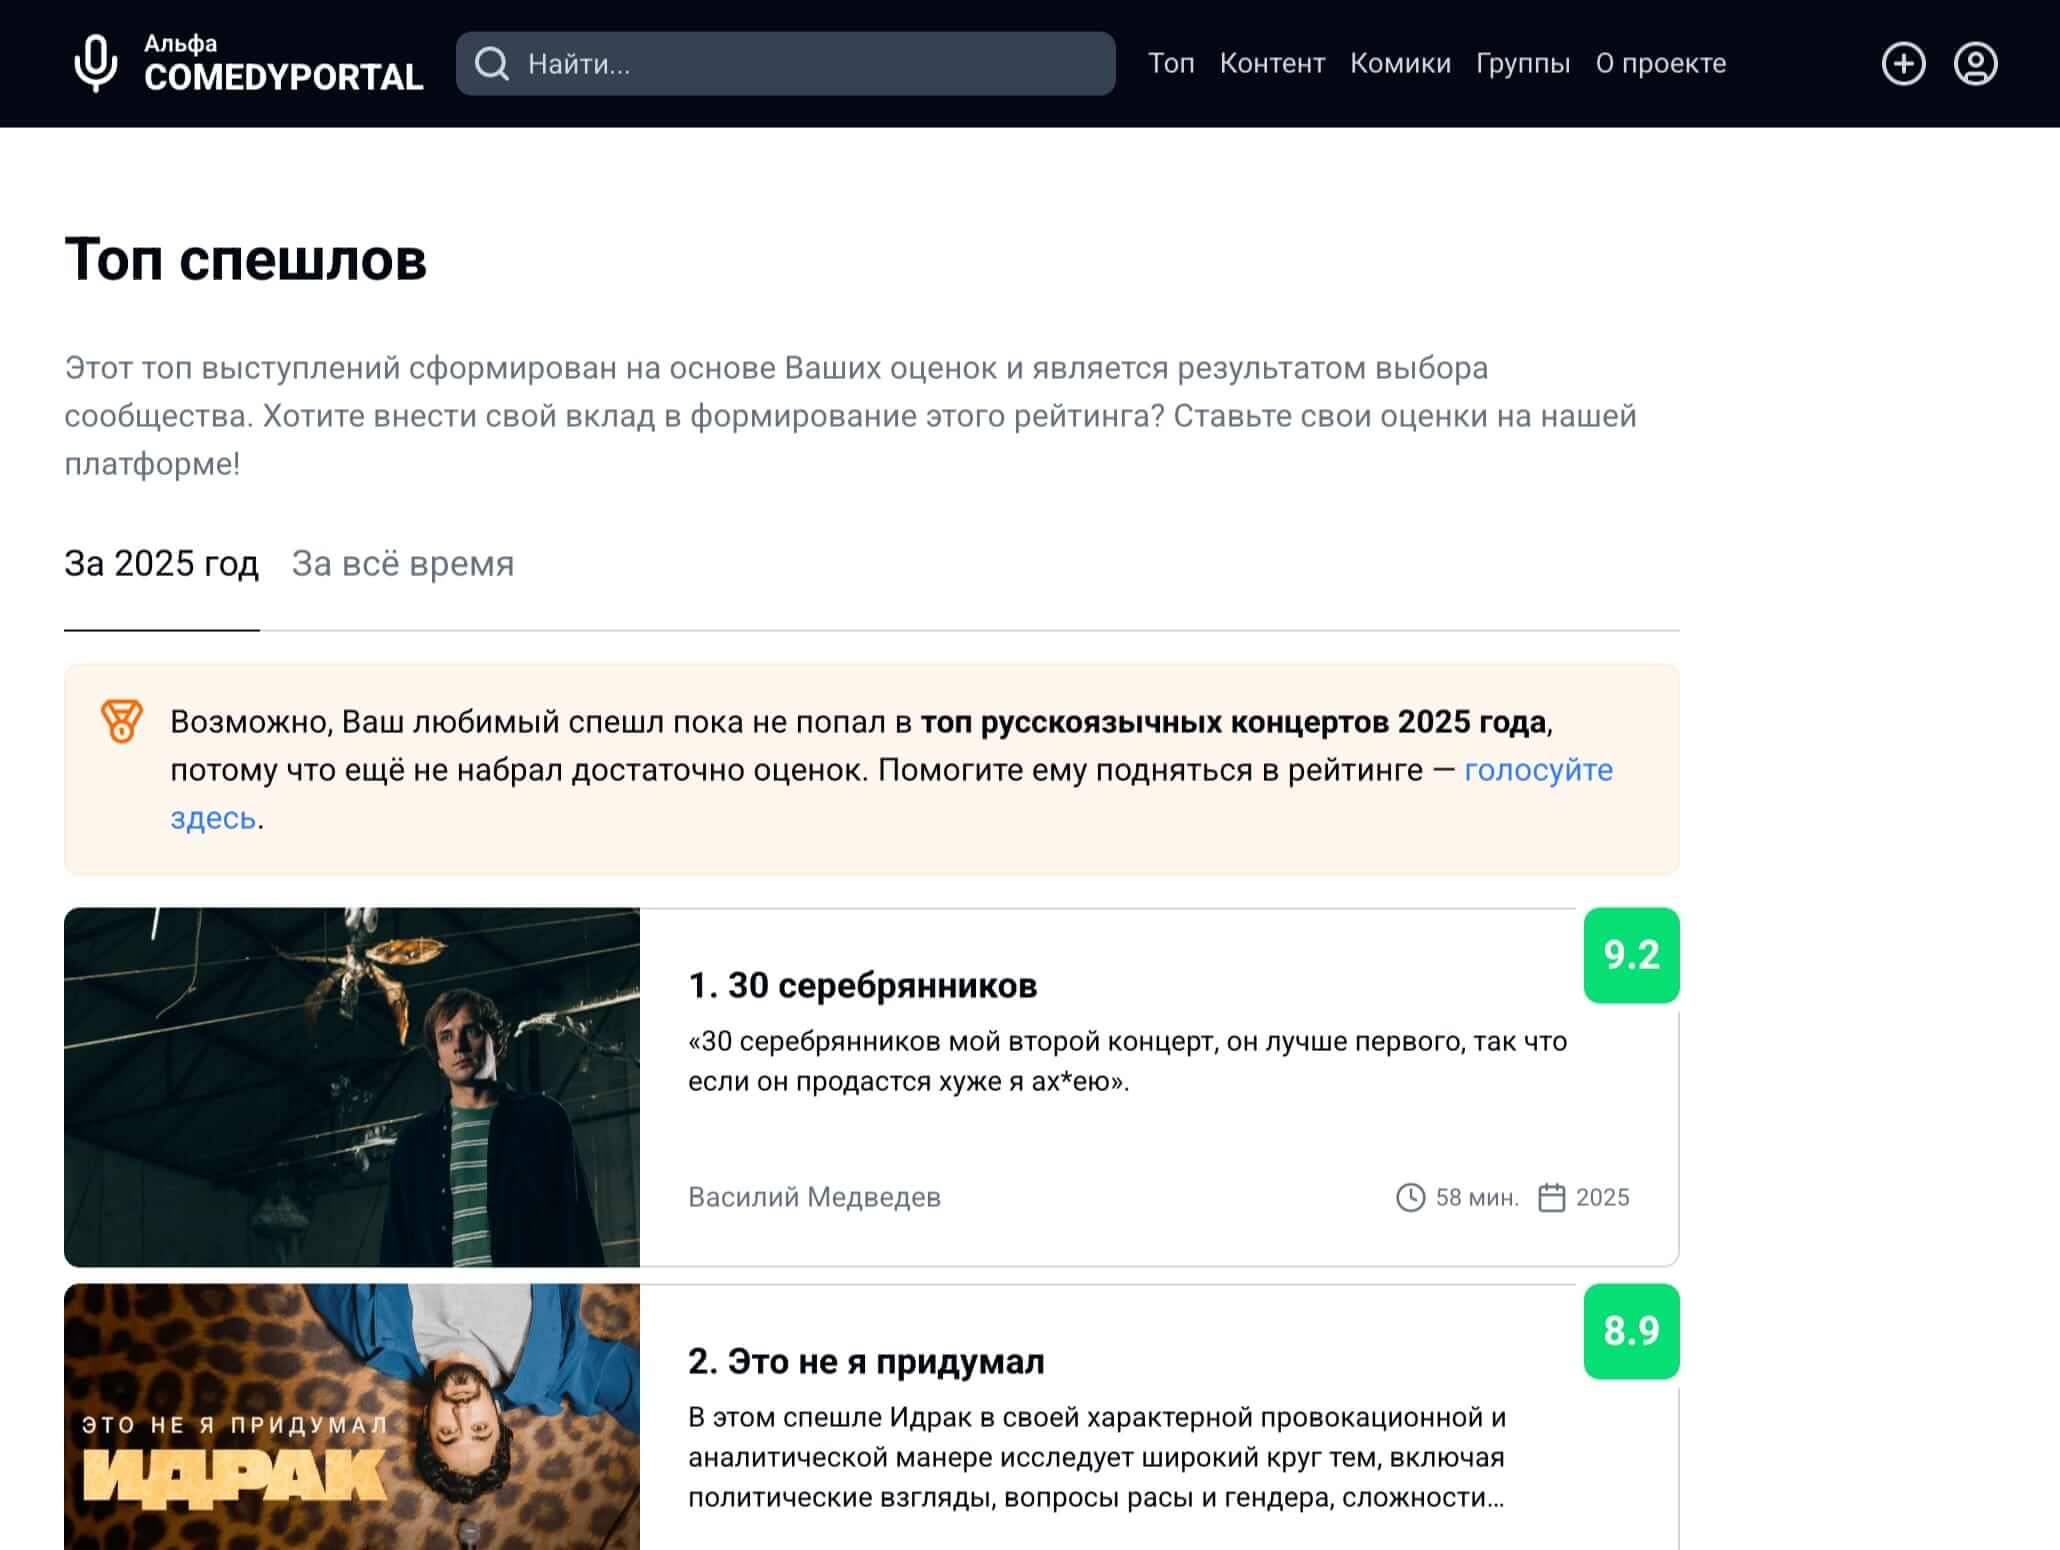 Альфа
COMEDYPORTAL
Найти...
Топ Контент Комики Группы О проекте
Топ спешлов
Этот топ выступлений сформирован на основе Ваших оценок и является результатом выбора
сообщества. Хотите внести свой вклад в формирование этого рейтинга? Ставьте свои оценки на нашей
платформе!
За 2025 год За всё время
Возможно, Ваш любимый спешл пока не попал в топ русскоязычных концертов 2025 года,
потому что ещё не набрал достаточно оценок. Помогите ему подняться в рейтинге — голосуйте
здесь.
9.2
1. 30 серебрянников
«30 серебрянников мой второй концерт, он лучше первого, так что
если он продастся хуже я ах*ею».
Василий Медведев 58 мин. 2025
8.9
2. Это не я придумал
В этом спешле Идрак в своей характерной провокационной и
аналитической манере исследует широкий круг тем, включая
политические взгляды, вопросы расы и гендера, сложности...
ЭТО НЕ Я ПРИДУМАЛ
ИДРАК